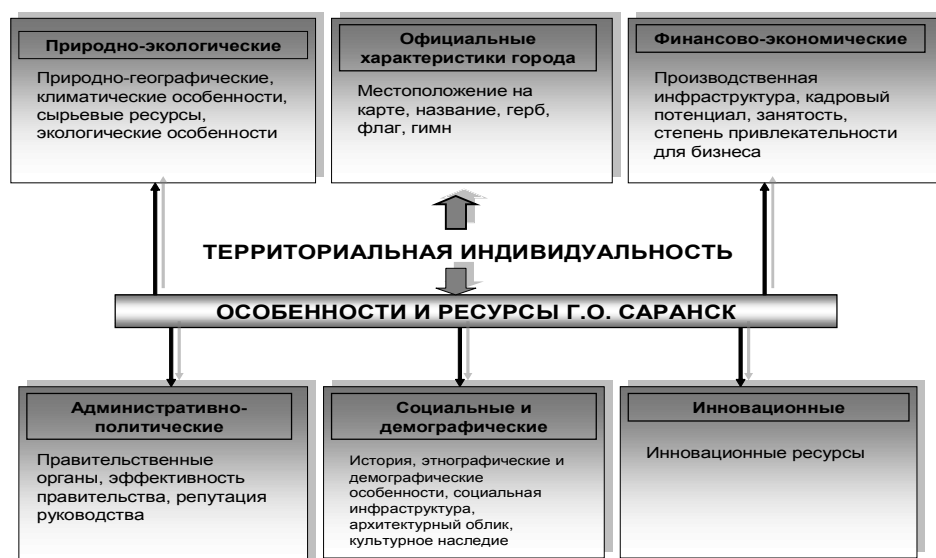 Природно-экологические
Природно-географические,
климатические особенности,
сырьевые ресурсы,
экологические особенности
Официальные
характеристики города
Местоположение на
карте, название, герб,
флаг, гимн
Финансово-экономические
Производственная
инфраструктура, кадровый
потенциал, занятость,
степень привлекательности
для бизнеса
ТЕРРИТОРИАЛЬНАЯ ИНДИВИДУАЛЬНОСТЬ
ОСОБЕННОСТИ И РЕСУРСЫ Г.О. САРАНСК
Административно-
политические
Правительственные
органы, эффективность
правительства, репутация
руководства
Социальные и
демографические
История, этнографические и
демографические
особенности, социальная
инфраструктура,
архитектурный облик,
культурное наследие
Инновационные
Инновационные ресурсы